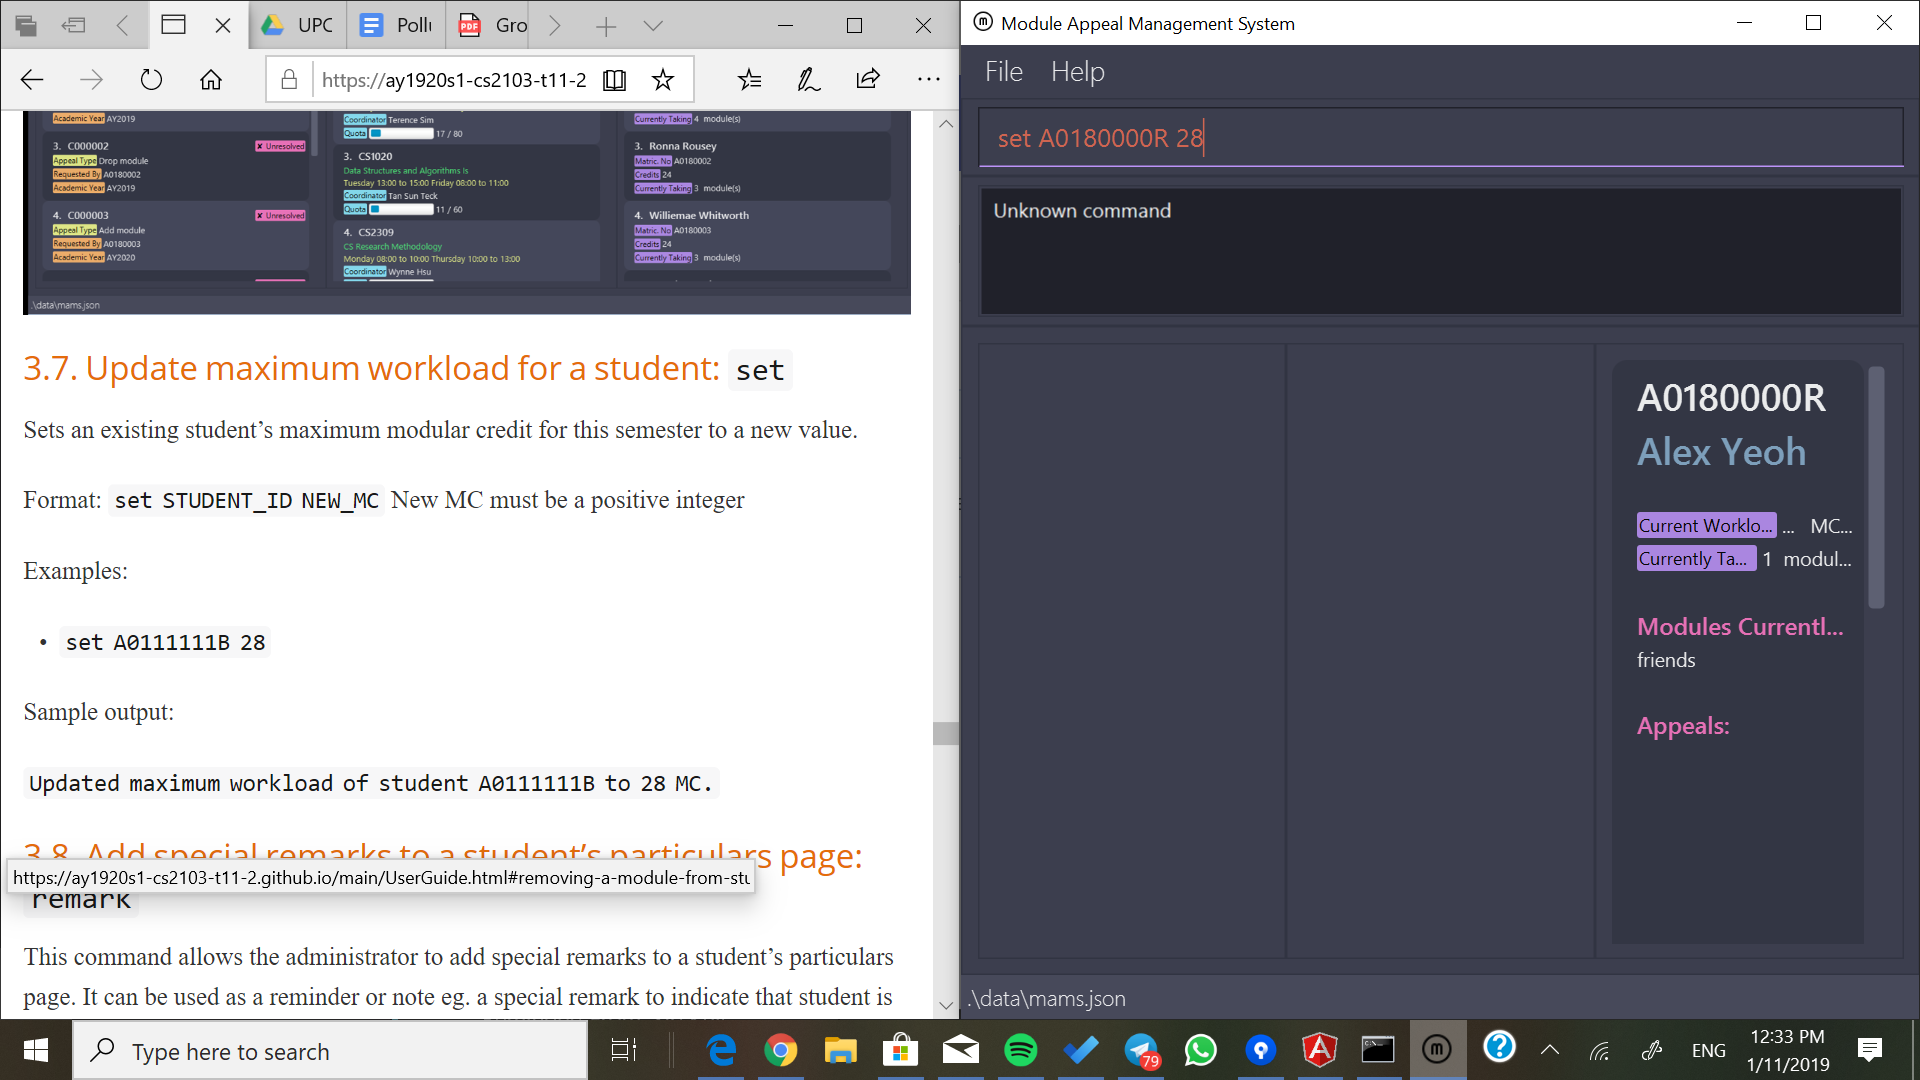 UPC
Poll
Gro
https://ay1920s1-cs2103-t11-2
Academic Year AY2019
3. C000002
✘ Unresolved
Appeal Type Drop module
Requested By A0180002
Academic Year AY2019
4. C000003
✘ Unresolved
Appeal Type Add module
Requested By A0180003
Academic Year AY2020
Coordinator Terence Sim
Quota 17 / 80
3. CS1020
Data Structures and Algorithms Is
Tuesday 13:00 to 15:00 Friday 08:00 to 11:00
Coordinator Tan Sun Teck
Quota 11 / 60
4. CS2309
CS Research Methodology
Monday 08:00 to 10:00 Thursday 10:00 to 13:00
Coordinator Wynne Hsu
Currently Taking 4 module(s)
3. Ronna Rousey
Matric. No A0180002
Credits 24
Currently Taking 3 module(s)
4. Williemae Whitworth
Matric. No A0180003
Credits 24
Currently Taking 3 module(s)
.\data\mams.json
3.7. Update maximum workload for a student: set
Sets an existing student’s maximum modular credit for this semester to a new value.
Format: set STUDENT_ID NEW_MC New MC must be a positive integer
Examples:
• set A0111111B 28
Sample output:
Updated maximum workload of student A0111111B to 28 MC.
3.8. Add special remarks to a student’s particulars page:
remark
https://ay1920s1-cs2103-t11-2.github.io/main/UserGuide.html#removing-a-module-from-stu
This command allows the administrator to add special remarks to a student’s particulars
page. It can be used as a reminder or note eg. a special remark to indicate that student is
Module Appeal Management System
File Help
set A0180000R 28
Unknown command
A0180000R
Alex Yeoh
Current Worklo... ... MC...
Currently Ta... 1 modul...
Modules Currentl...
friends
Appeals:
.\data\mams.json
Type here to search
79
ENG
12:33 PM
1/11/2019